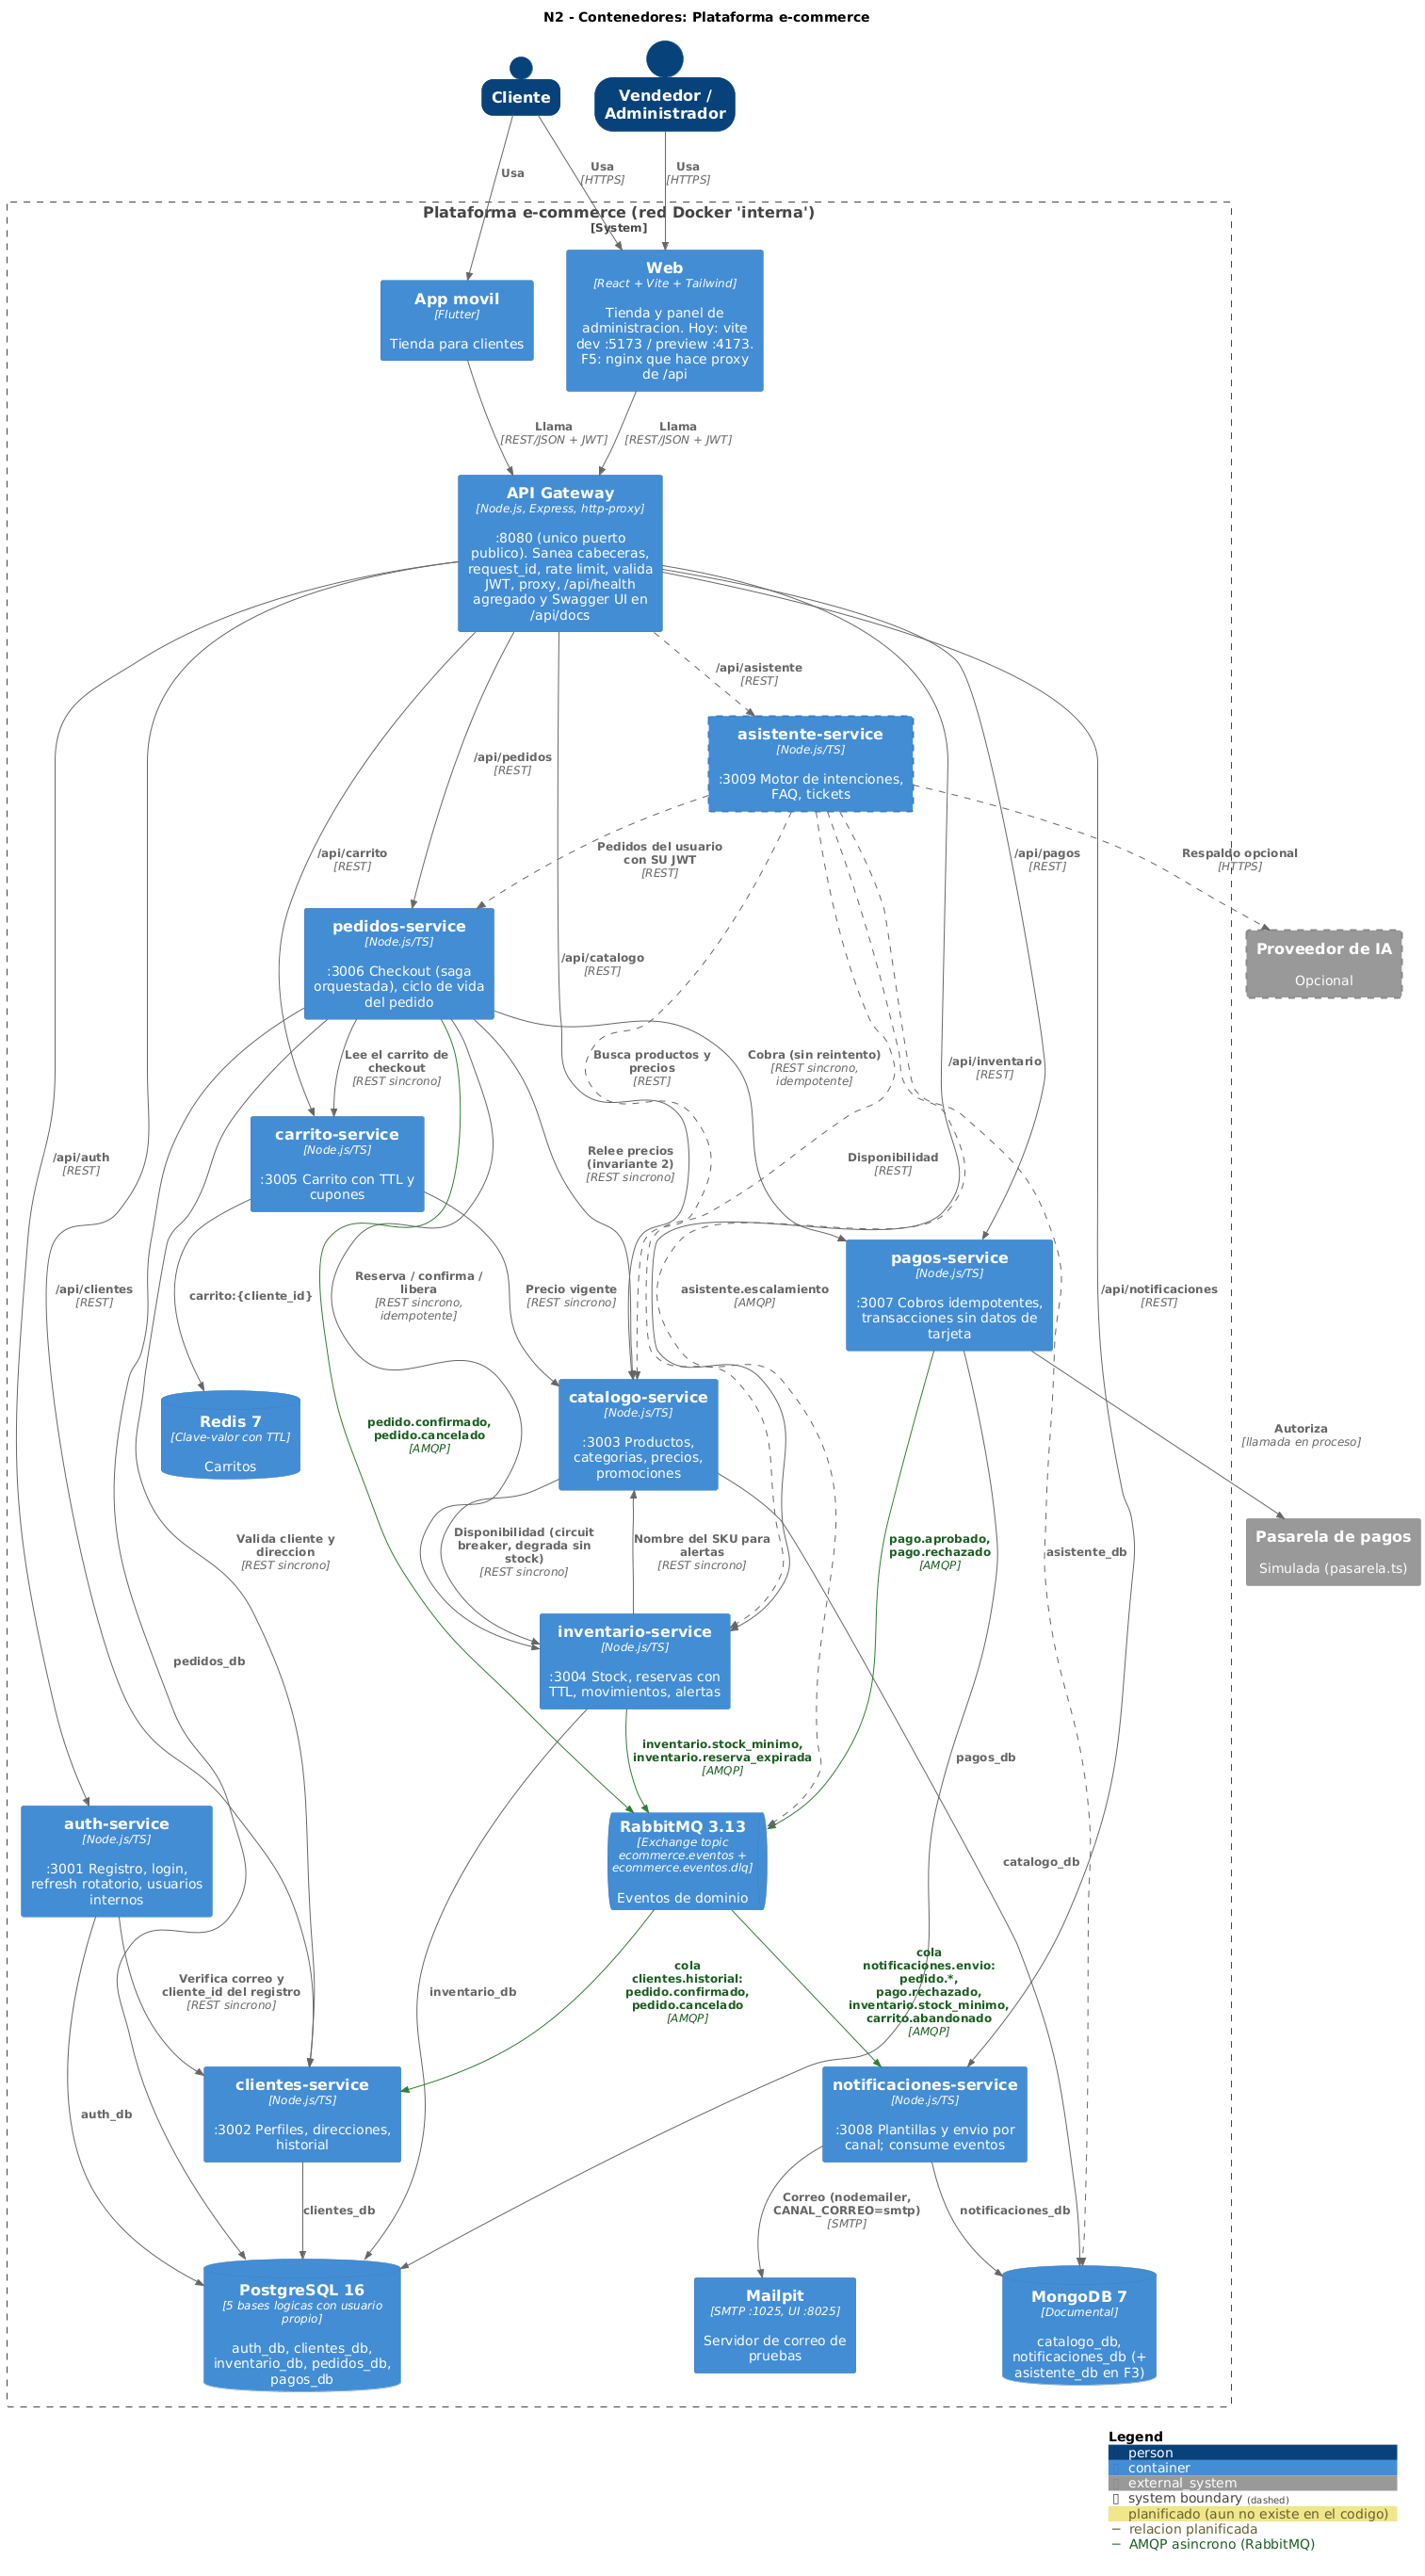 N2 - Contenedores: Plataforma e-commerce
Cliente
Vendedor /
Administrador
Usa
Usa
[HTTPS]
Usa
[HTTPS]
Plataforma e-commerce (red Docker 'interna')
[System]
App movil
[Flutter]
Tienda para clientes
Web
[React + Vite + Tailwind]
Tienda y panel de
administracion. Hoy: vite
dev :5173 / preview :4173.
F5: nginx que hace proxy
de /api
Llama
[REST/JSON + JWT]
Llama
[REST/JSON + JWT]
API Gateway
[Node.js, Express, http-proxy]
:8080 (unico puerto
publico). Sanea cabeceras,
request_id, rate limit, valida
JWT, proxy, /api/health
agregado y Swagger UI en
/api/docs
/api/asistente
[REST]
asistente-service
[Node.js/TS]
:3009 Motor de intenciones,
FAQ, tickets
/api/pedidos
[REST]
/api/carrito
[REST]
Pedidos del usuario
con SU JWT
[REST]
/api/pagos
[REST]
Respaldo opcional
[HTTPS]
Proveedor de IA
Opcional
pedidos-service
[Node.js/TS]
:3006 Checkout (saga
orquestada), ciclo de vida
del pedido
/api/catalogo
[REST]
Lee el carrito de
checkout
[REST sincrono]
Busca productos y
precios
[REST]
Cobra (sin reintento)
[REST sincrono,
idempotente]
/api/inventario
[REST]
carrito-service
[Node.js/TS]
:3005 Carrito con TTL y
cupones
/api/auth
[REST]
Relee precios
(invariante 2)
[REST sincrono]
Disponibilidad
[REST]
pagos-service
[Node.js/TS]
:3007 Cobros idempotentes,
transacciones sin datos de
tarjeta
/api/clientes
[REST]
carrito:{cliente_id}
Reserva / confirma /
libera
[REST sincrono,
idempotente]
Precio vigente
[REST sincrono]
asistente.escalamiento
[AMQP]
/api/notificaciones
[REST]
Redis 7
[Clave-valor con TTL]
Carritos
pedido.confirmado,
pedido.cancelado
[AMQP]
catalogo-service
[Node.js/TS]
:3003 Productos,
categorias, precios,
promociones
Autoriza
[llamada en proceso]
Pasarela de pagos
Simulada (pasarela.ts)
Valida cliente y
direccion
[REST sincrono]
Disponibilidad (circuit
breaker, degrada sin
stock)
[REST sincrono]
Nombre del SKU para
alertas
[REST sincrono]
pago.aprobado,
pago.rechazado
[AMQP]
asistente_db
inventario-service
[Node.js/TS]
:3004 Stock, reservas con
TTL, movimientos, alertas
pedidos_db
inventario.stock_minimo,
inventario.reserva_expirada
[AMQP]
pagos_db
auth-service
[Node.js/TS]
:3001 Registro, login,
refresh rotatorio, usuarios
internos
RabbitMQ 3.13
[Exchange topic
ecommerce.eventos +
ecommerce.eventos.dlq]
Eventos de dominio
catalogo_db
Verifica correo y
cliente_id del registro
[REST sincrono]
inventario_db
cola
clientes.historial:
pedido.confirmado,
pedido.cancelado
[AMQP]
cola
notificaciones.envio:
pedido.*,
pago.rechazado,
inventario.stock_minimo,
carrito.abandonado
[AMQP]
clientes-service
[Node.js/TS]
:3002 Perfiles, direcciones,
historial
notificaciones-service
[Node.js/TS]
:3008 Plantillas y envio por
canal; consume eventos
auth_db
clientes_db
Correo (nodemailer,
CANAL_CORREO=smtp)
[SMTP]
notificaciones_db
PostgreSQL 16
[5 bases logicas con usuario
propio]
auth_db, clientes_db,
inventario_db, pedidos_db,
pagos_db
Mailpit
[SMTP :1025, UI :8025]
Servidor de correo de
pruebas
MongoDB 7
[Documental]
catalogo_db,
notificaciones_db (+
asistente_db en F3)
Legend
person
container
external_system
system boundary (dashed)
planificado (aun no existe en el codigo)
relacion planificada
AMQP asincrono (RabbitMQ)